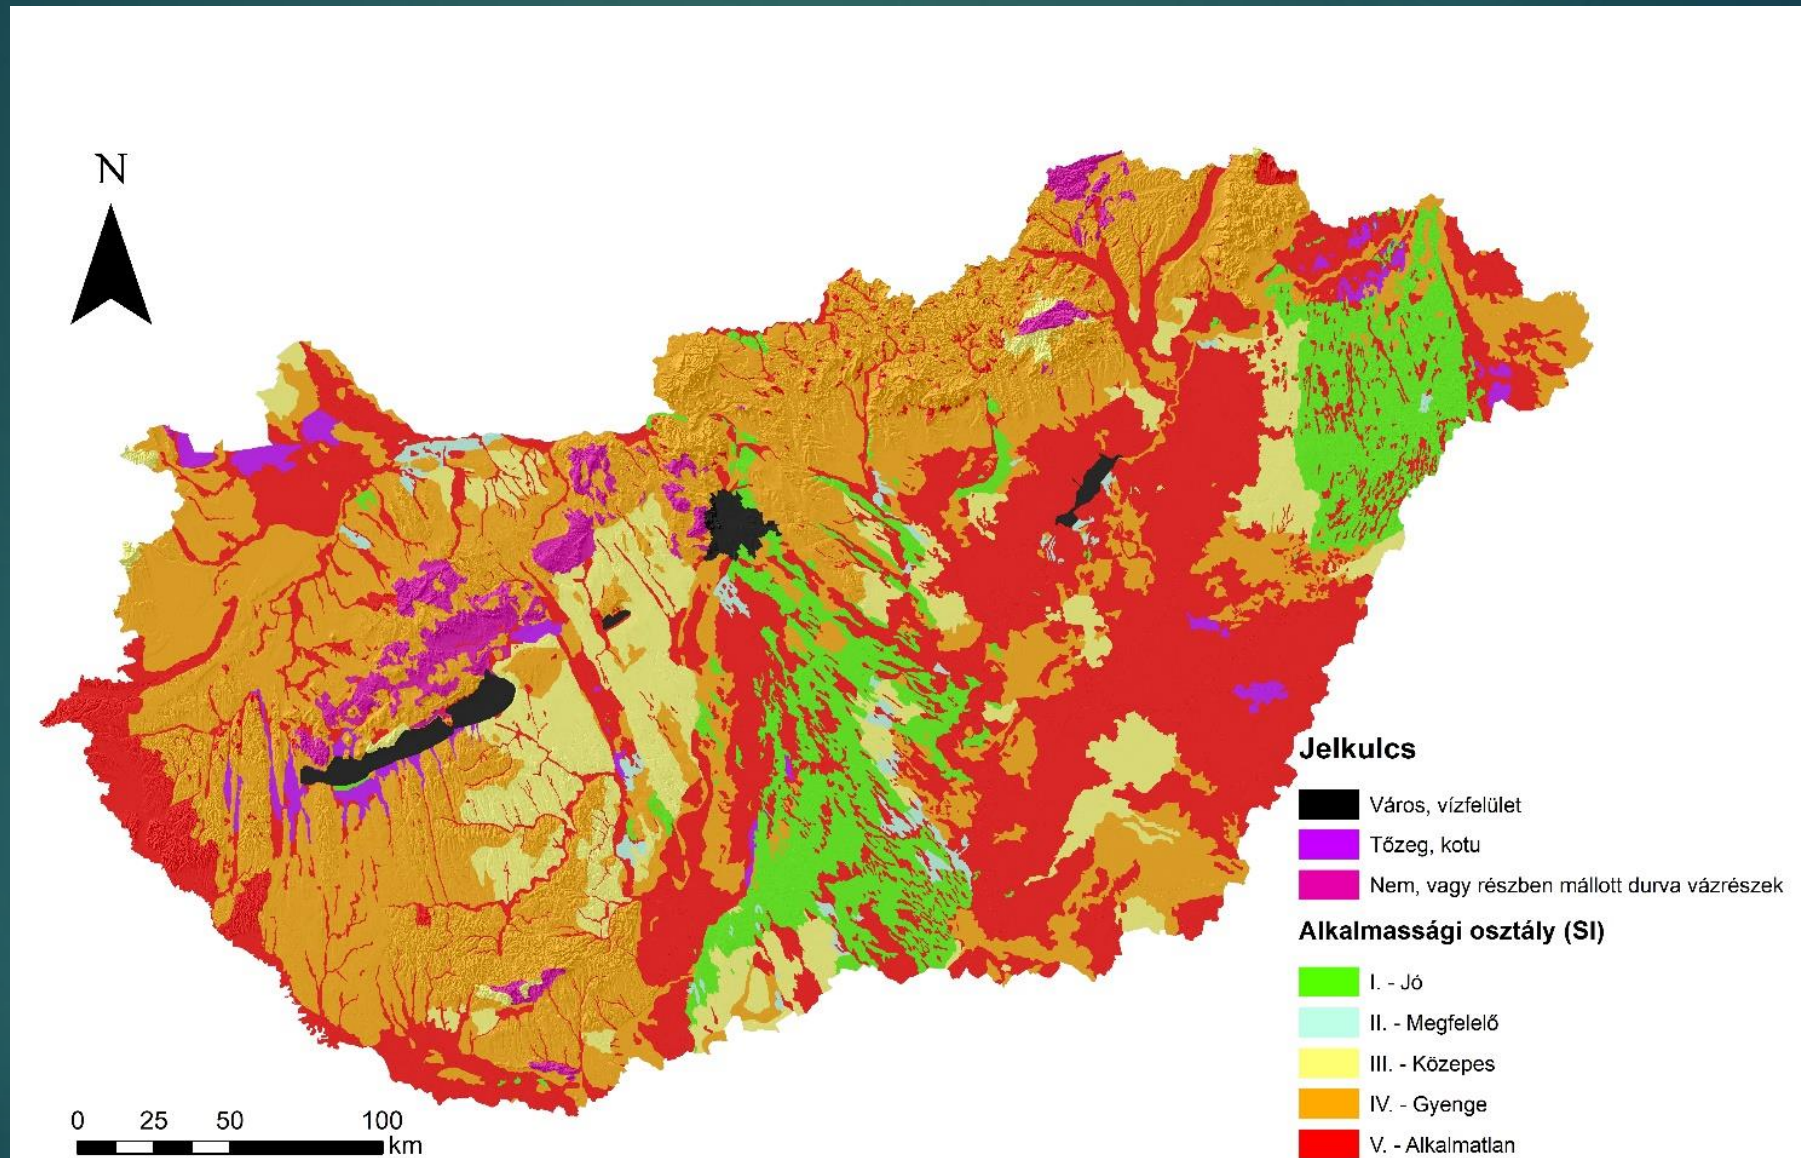 N
Jelkulcs
Város, vízfelület
Tőzeg, kotu
Nem, vagy részben mállott durva vázrészek
Alkalmassági osztály (SI)
I. - Jó
II. - Megfelelő
III. - Közepes
IV. - Gyenge
V. - Alkalmatlan
0 25 50 100
km